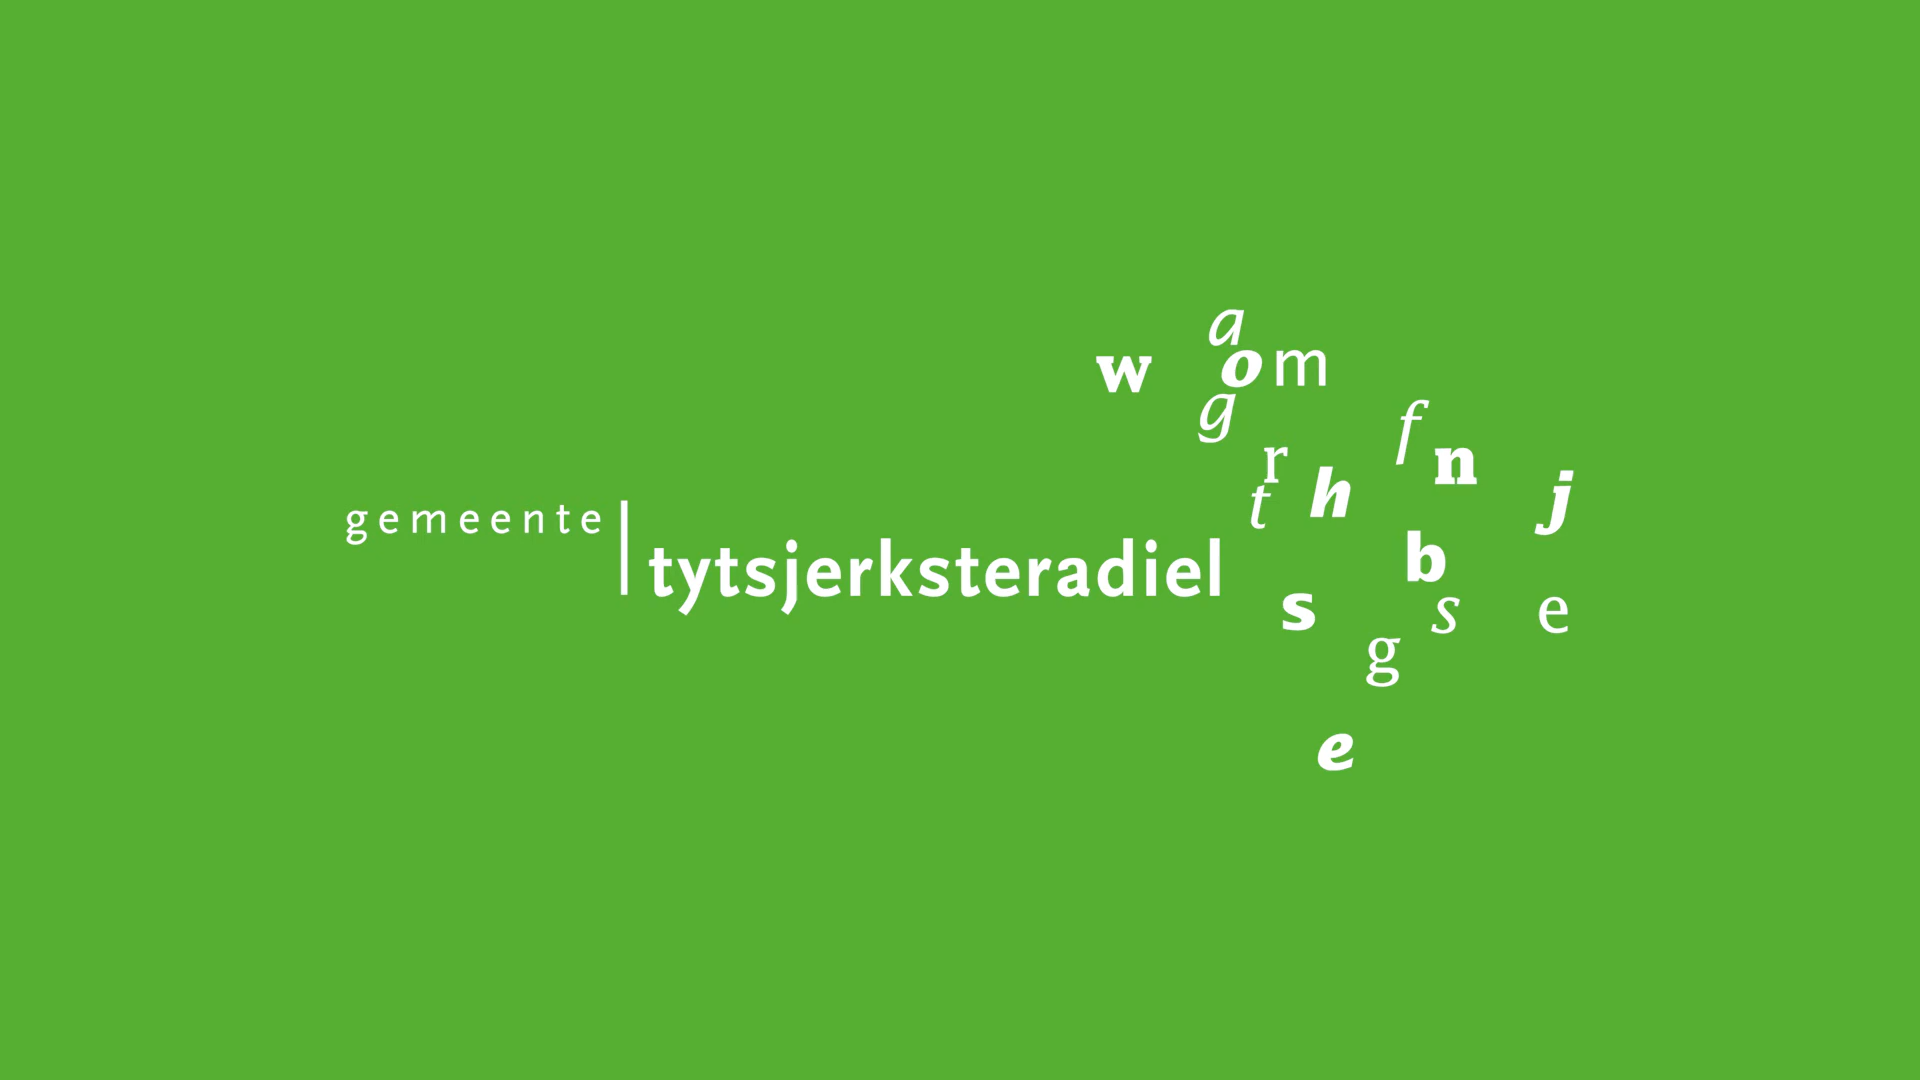 a
w o m
g
f
r n
t h j
gemeente
b
tytsjerksteradiel
s s e
g
e